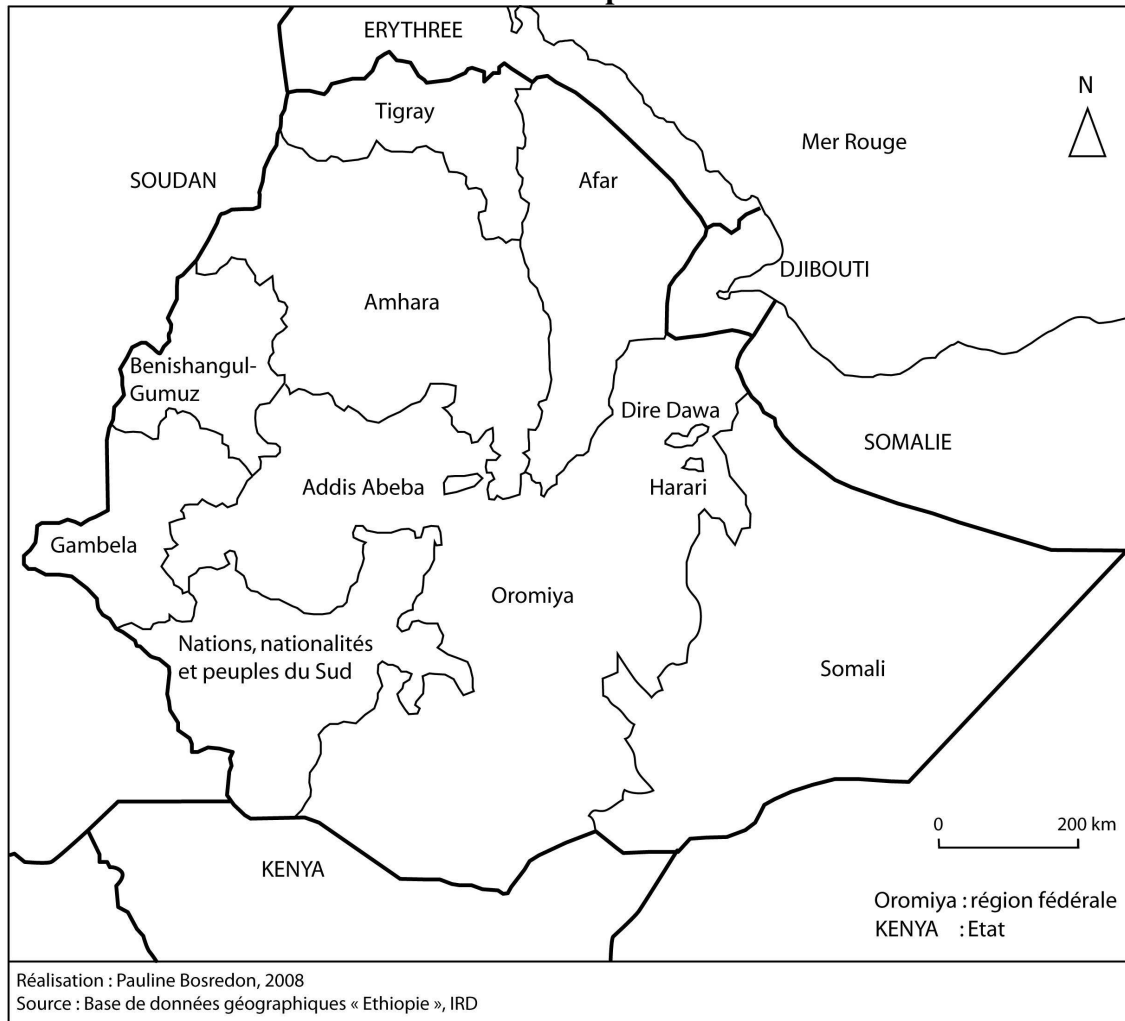 ERYTHREE
N
Tigray
Mer Rouge
SOUDAN
Afar
DJIBOUTI
Amhara
Benishangul-
Gumuz
Dire Dawa
SOMALIE
Addis Abeba
Harari
Gambela
Oromiya
Nations, nationalités
et peuples du Sud
Somali
0 200 km
KENYA
Oromiya : région fédérale
KENYA : Etat
Réalisation : Pauline Bosredon, 2008
Source : Base de données géographiques « Ethiopie », IRD